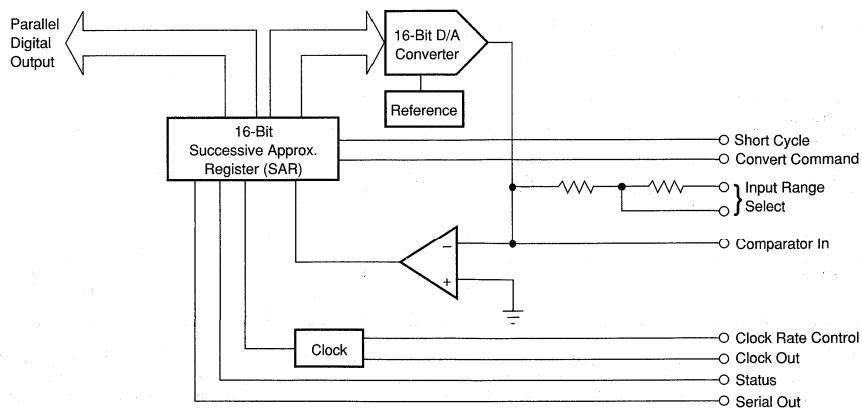 Parallel
Digital
Output
16-Bit D/A
Converter
Reference
16-Bit
Successive Approx.
Register (SAR)
Short Cycle
Convert Command
Input Range
Select
−
Comparator In
+
Clock
Clock Rate Control
Clock Out
Status
Serial Out